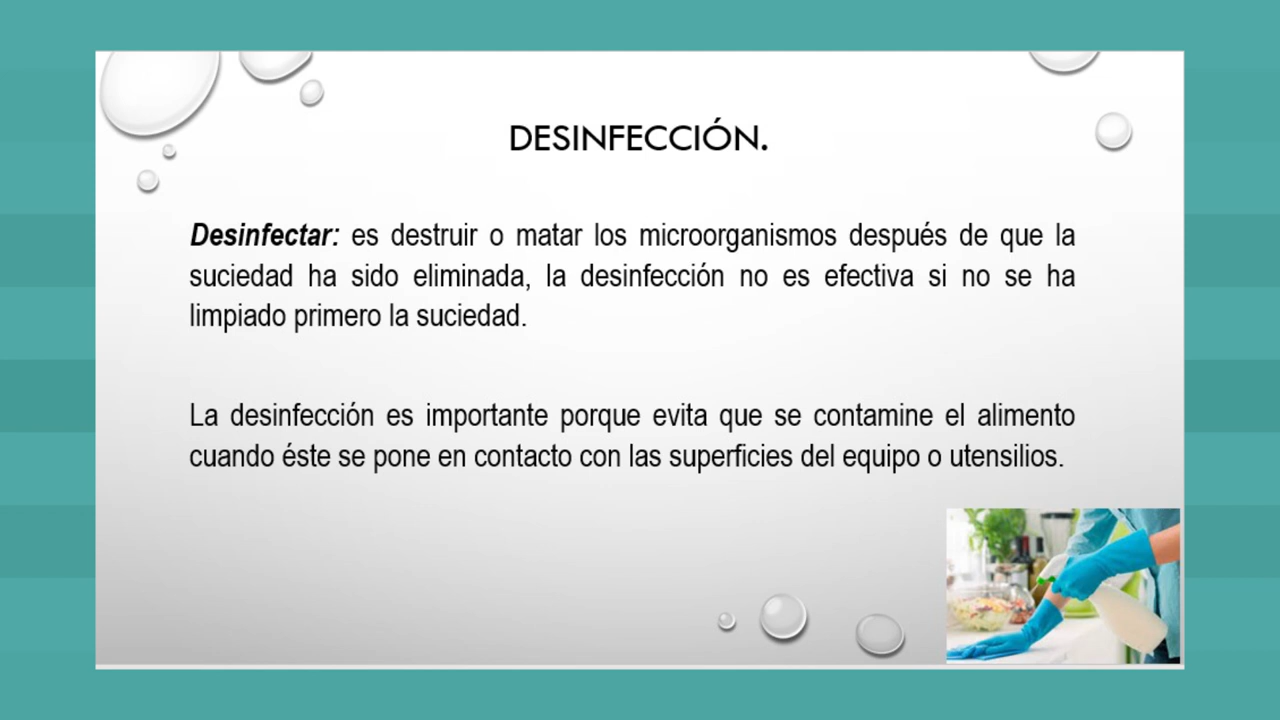 DESINFECCIÓN.
Desinfectar: es destruir o matar los microorganismos después de que la
suciedad ha sido eliminada, la desinfección no es efectiva si no se ha
limpiado primero la suciedad.
La desinfección es importante porque evita que se contamine el alimento
cuando éste se pone en contacto con las superficies del equipo o utensilios.